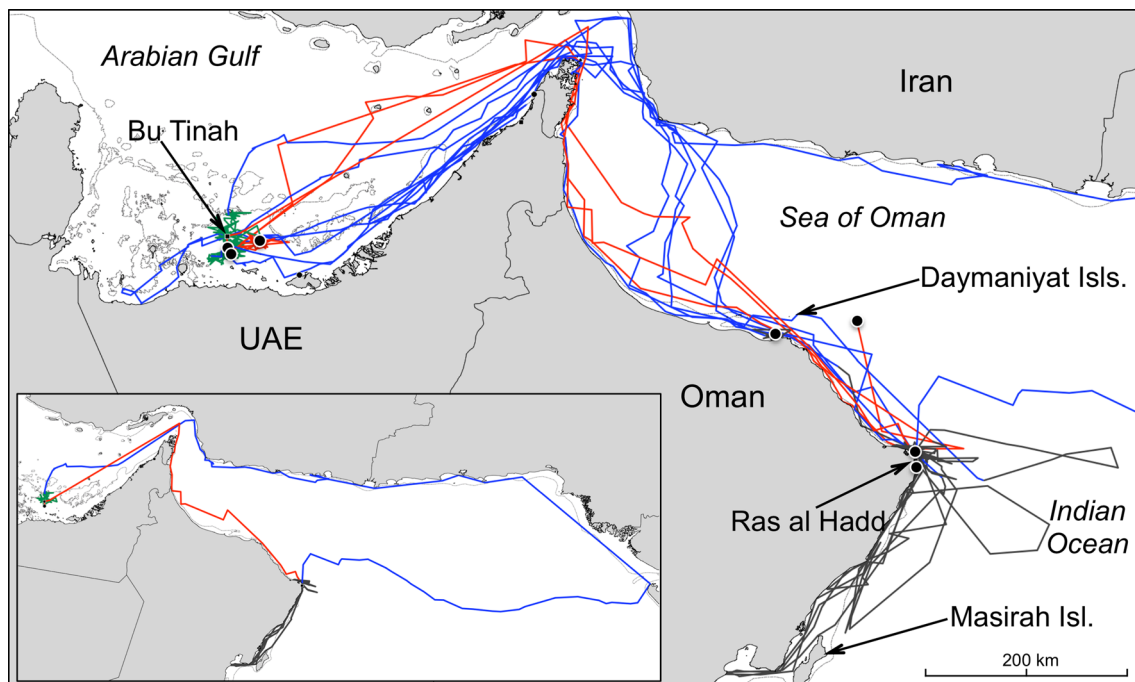 Arabian Gulf
Iran
Bu Tinah
Sea of Oman
Daymaniyat Isls.
UAE
Oman
Ras al Hadd
Indian
Ocean
Masirah Isl.
200 km